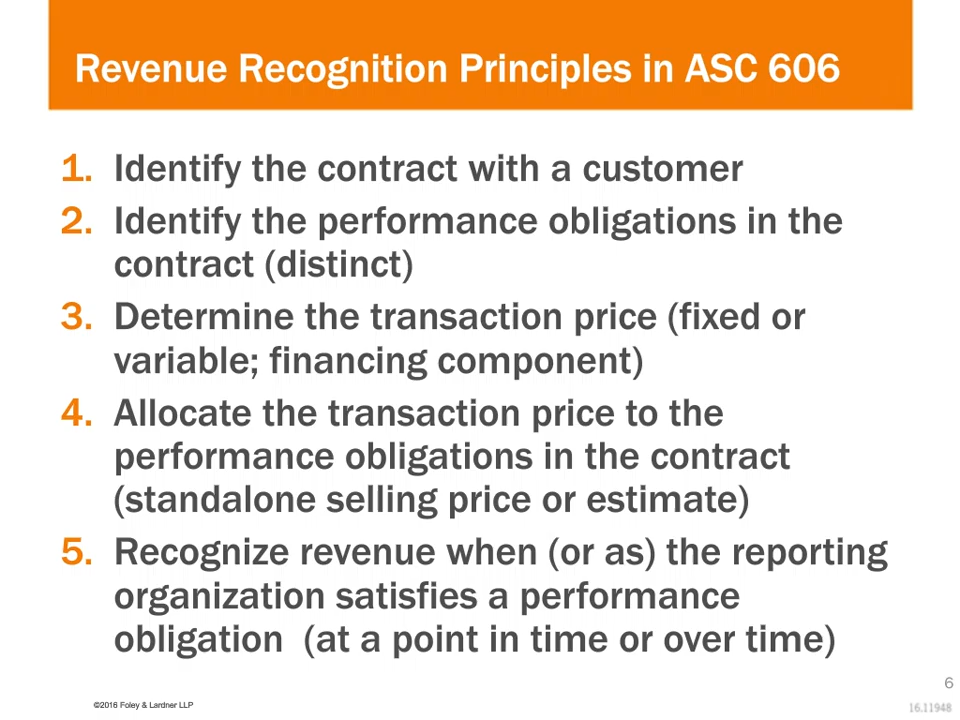 Revenue Recognition Principles in ASC 606
1. Identify the contract with a customer
2. Identify the performance obligations in the
contract (distinct)
3. Determine the transaction price (fixed or
variable; financing component)
4. Allocate the transaction price to the
performance obligations in the contract
(standalone selling price or estimate)
5. Recognize revenue when (or as) the reporting
organization satisfies a performance
obligation  (at a point in time or over time)
6
©2016 Foley & Lardner LLP
16.11948